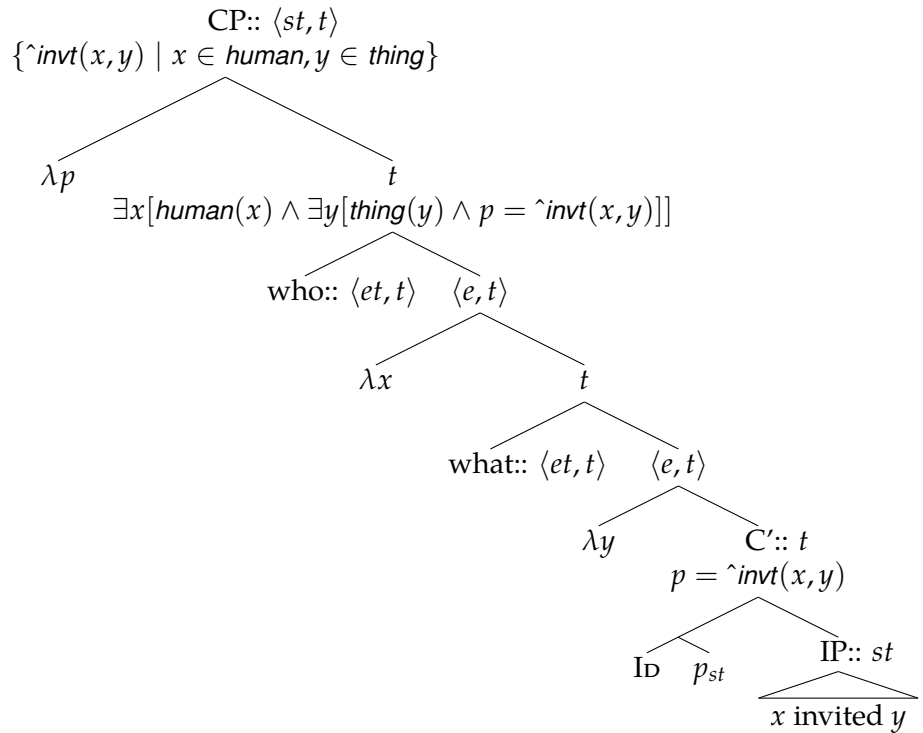 CP:: ⟨st, t⟩
{ˆinvt(x, y) | x ∈ human, y ∈ thing}
λp t
∃x[human(x) ∧ ∃y[thing(y) ∧ p = ˆinvt(x, y)]]
who:: ⟨et, t⟩ ⟨e, t⟩
λx t
what:: ⟨et, t⟩ ⟨e, t⟩
λy C′:: t
p = ˆinvt(x, y)
ID pst IP:: st
x invited y